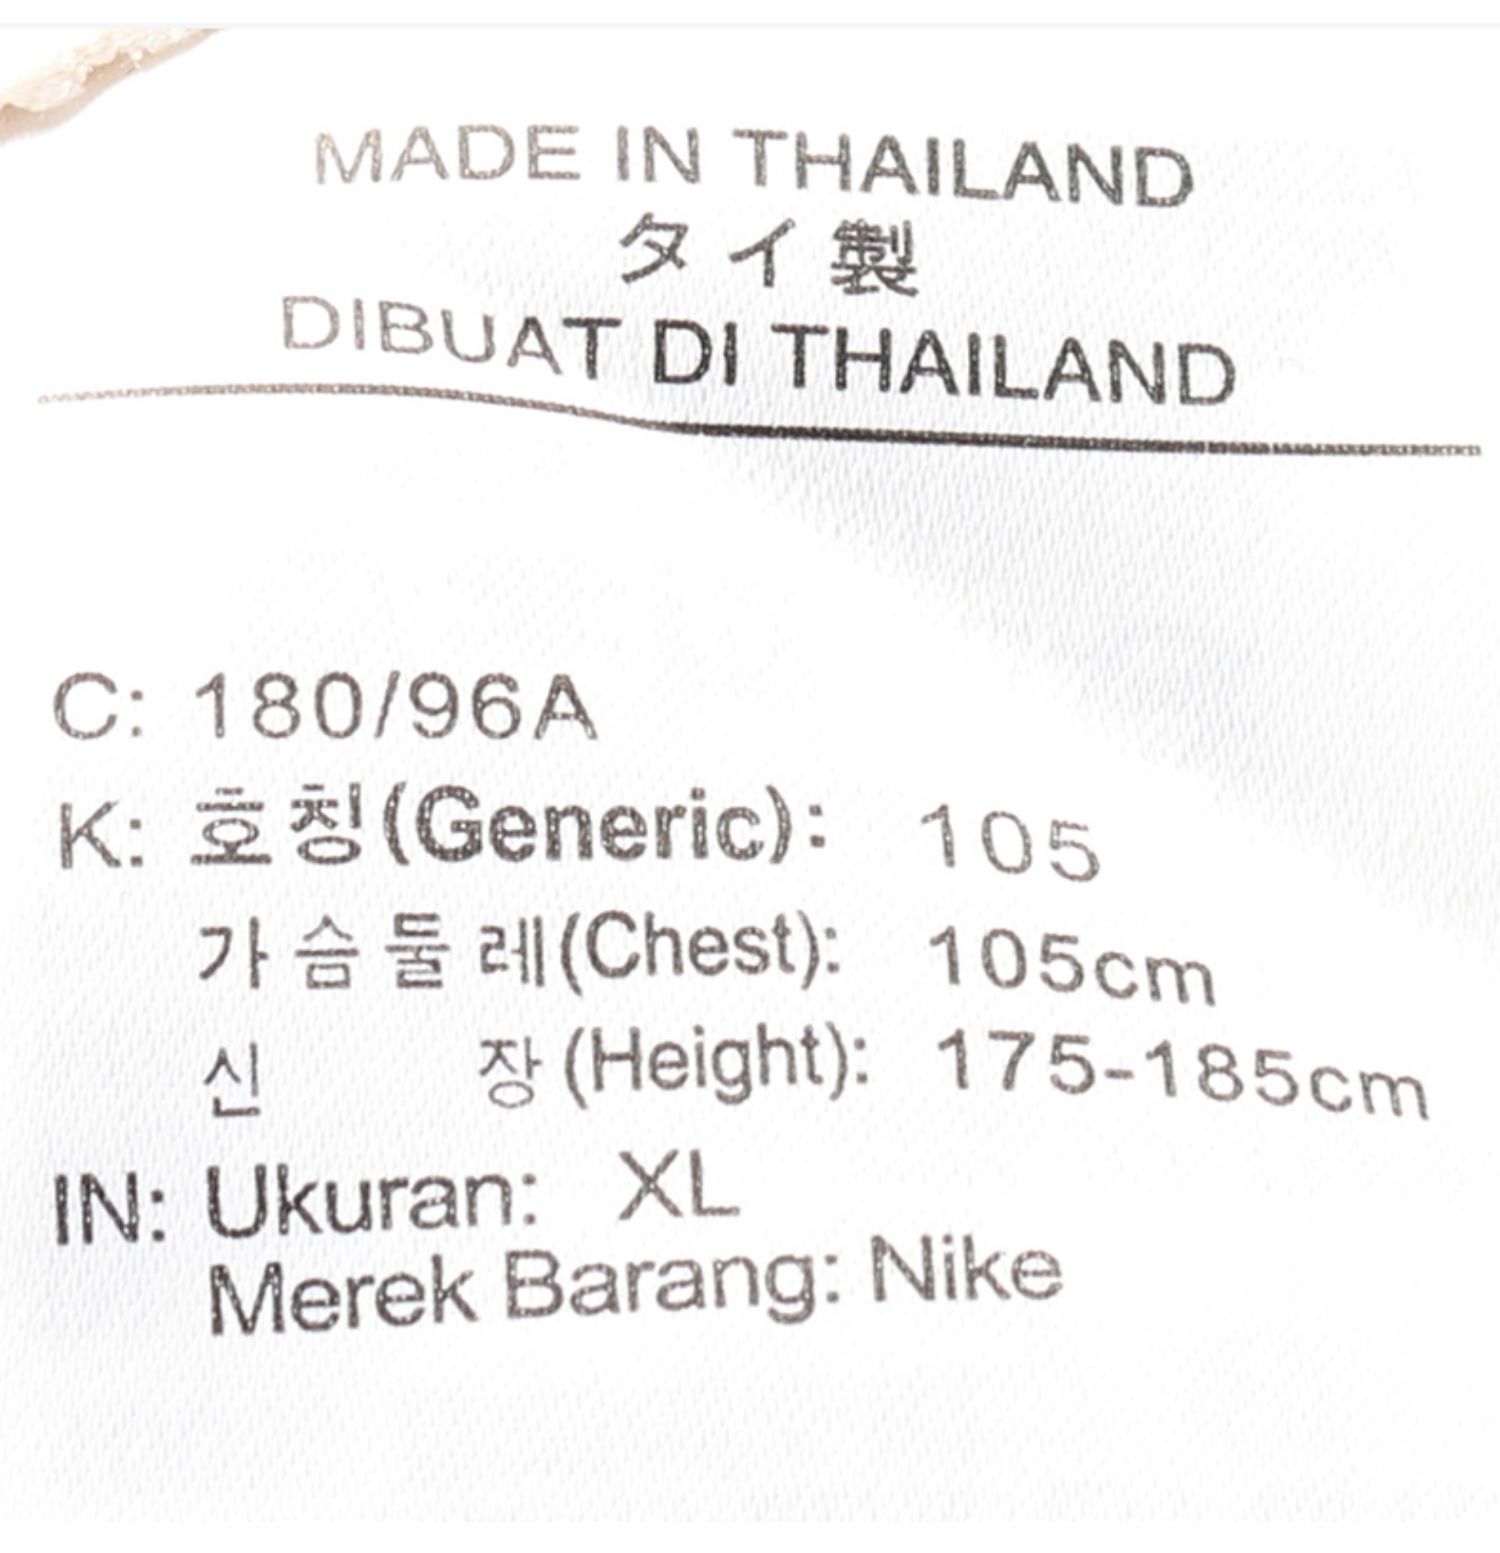 MADE IN THAILAND
タイ製
DIBUAT DI THAILAND
C: 180/96A
K: 호칭(Generic): 105
가슴둘레(Chest): 105cm
신 장(Height): 175-185cm
IN: Ukuran: XL
Merek Barang: Nike